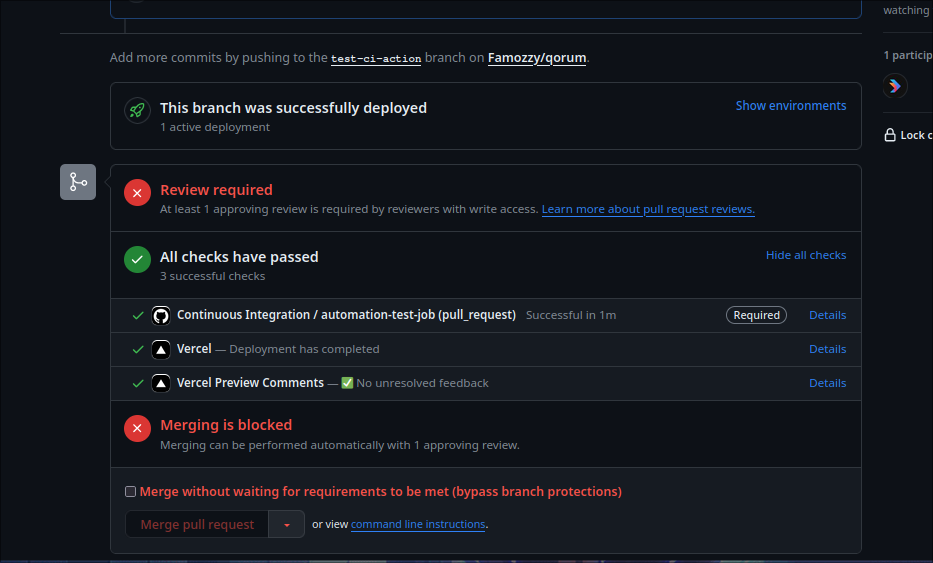 watching
Add more commits by pushing to the test-ci-action branch on Famozzy/qorum.
1 particip
This branch was successfully deployed
Show environments
1 active deployment
Lock c
Review required
At least 1 approving review is required by reviewers with write access. Learn more about pull request reviews.
All checks have passed
Hide all checks
3 successful checks
Continuous Integration / automation-test-job (pull_request) Successful in 1m Required Details
Vercel — Deployment has completed Details
Vercel Preview Comments — ✅ No unresolved feedback Details
Merging is blocked
Merging can be performed automatically with 1 approving review.
Merge without waiting for requirements to be met (bypass branch protections)
Merge pull request or view command line instructions.